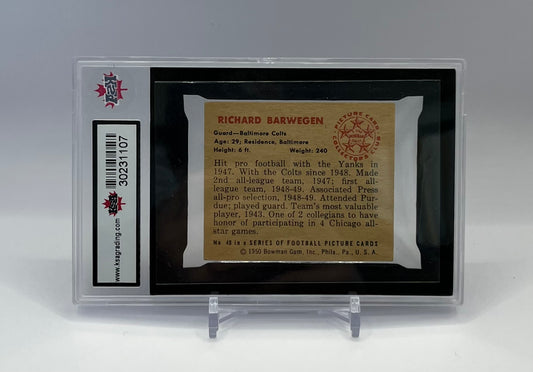 KSA
30231107
www.ksagrading.com
RICHARD BARWEGEN
Guard—Baltimore Colts
Age: 29; Residence, Baltimore
Height: 6 ft. Weight: 240
Hit pro football with the Yanks in
1947. With the Colts since 1948. Made
2nd all-league team, 1947; first all-
league team, 1948-49. Associated Press
all-pro selection, 1948-49. Attended Pur-
due; played guard. Team's most valuable
player, 1943. One of 2 collegians to have
honor of participating in 4 Chicago all-
star games.
No. 45 in a SERIES OF FOOTBALL PICTURE CARDS
© 1950 Bowman Gum, Inc., Phila., Pa., U. S. A.
PICTURE CARD
COLLECTORS